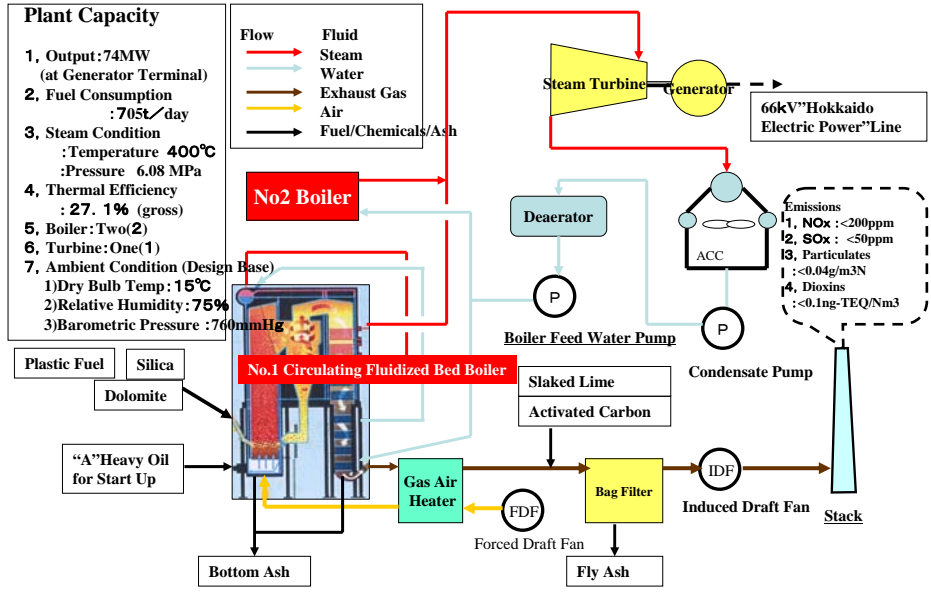 Plant Capacity
1, Output:74MW
(at Generator Terminal)
2, Fuel Consumption
:705t/day
3, Steam Condition
:Temperature 400℃
:Pressure 6.08 MPa
4, Thermal Efficiency
:27.1% (gross)
5, Boiler:Two(2)
6, Turbine:One(1)
7, Ambient Condition (Design Base)
1)Dry Bulb Temp:15℃
2)Relative Humidity:75%
3)Barometric Pressure:760mmHg
Flow Fluid
Steam
Water
Exhaust Gas
Air
Fuel/Chemicals/Ash
Steam Turbine
Generator
66kV"Hokkaido
Electric Power"Line
No2 Boiler
Deaerator
ACC
Emissions
1, NOx :<200ppm
2, SOx : <50ppm
3, Particulates
:<0.04g/m3N
4, Dioxins
:<0.1ng-TEQ/Nm3
P
Boiler Feed Water Pump
P
Condensate Pump
Plastic Fuel
Silica
Dolomite
No.1 Circulating Fluidized Bed Boiler
Slaked Lime
Activated Carbon
"A"Heavy Oil
for Start Up
Gas Air
Heater
FDF
Forced Draft Fan
Bag Filter
IDF
Induced Draft Fan
Stack
Bottom Ash
Fly Ash